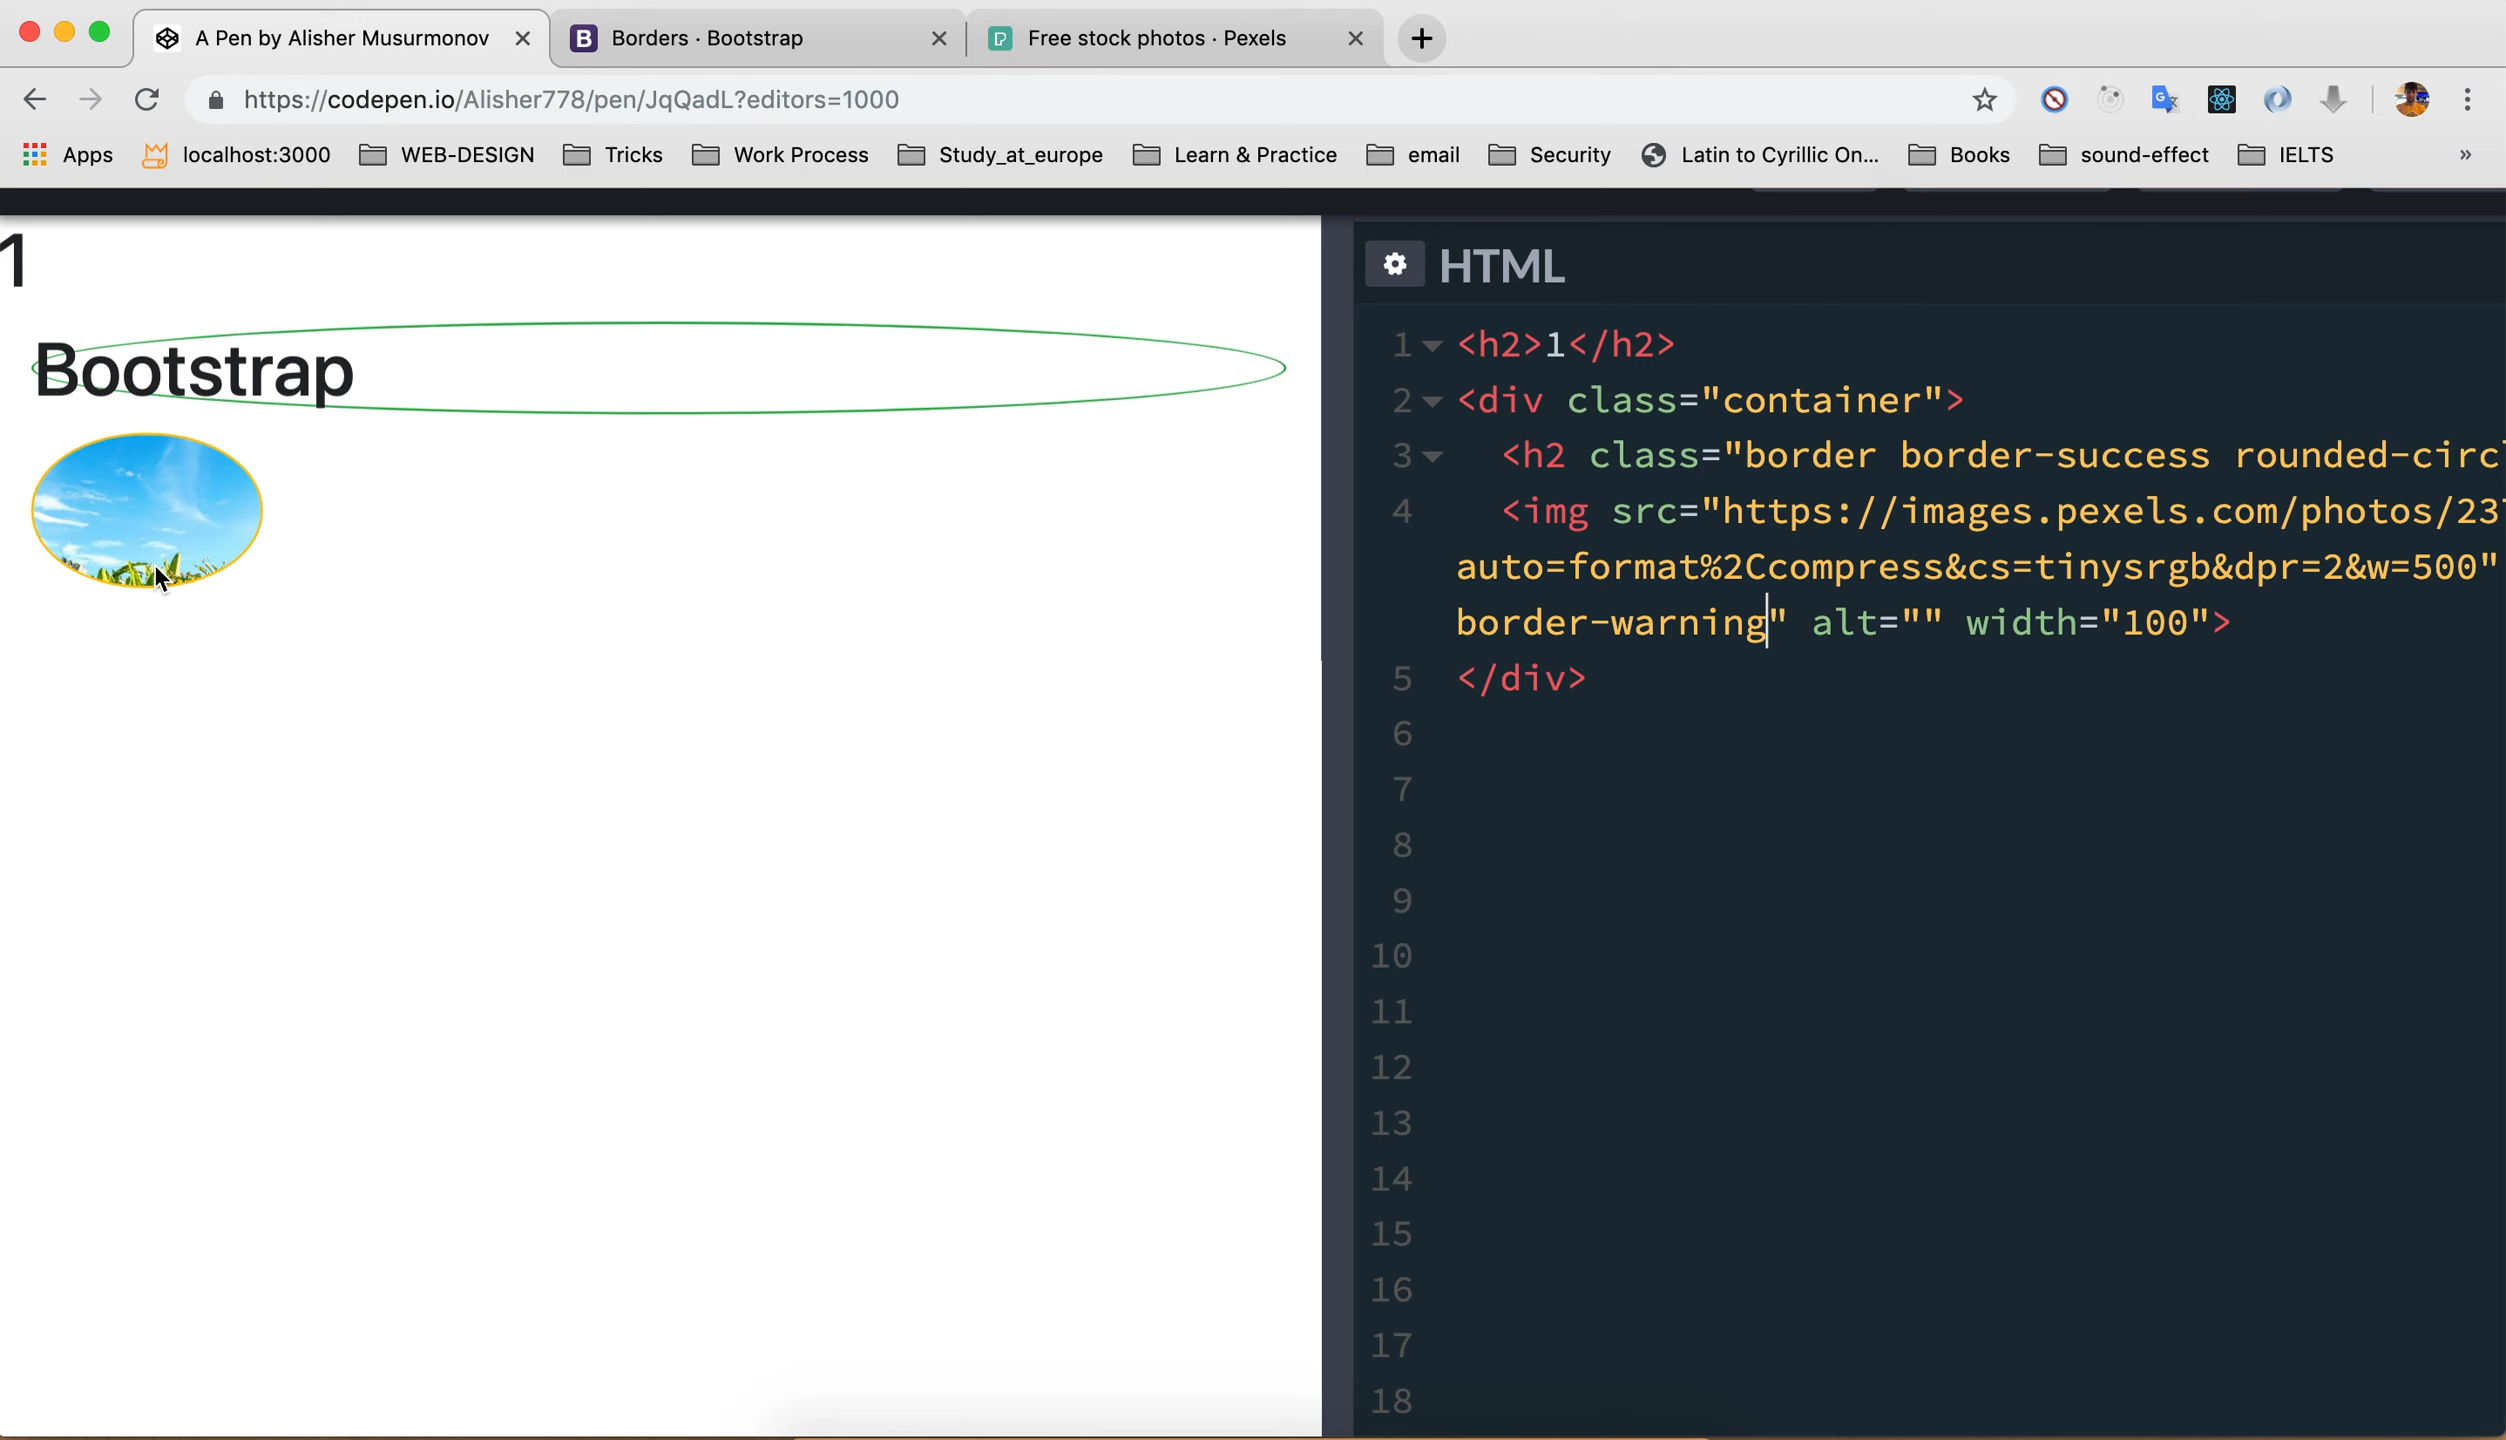 A Pen by Alisher Musurmonov
Borders · Bootstrap
Free stock photos · Pexels
https://codepen.io/Alisher778/pen/JqQadL?editors=1000
Apps
localhost:3000
WEB-DESIGN
Tricks
Work Process
Study_at_europe
Learn & Practice
email
Security
Latin to Cyrillic On...
Books
sound-effect
IELTS
»
1
Bootstrap
HTML
1 <h2>1</h2>
2 <div class="container">
3 <h2 class="border border-success rounded-circ
4 <img src="https://images.pexels.com/photos/23
auto=format%2Ccompress&cs=tinysrgb&dpr=2&w=500"
border-warning" alt="" width="100">
5 </div>
6
7
8
9
10
11
12
13
14
15
16
17
18